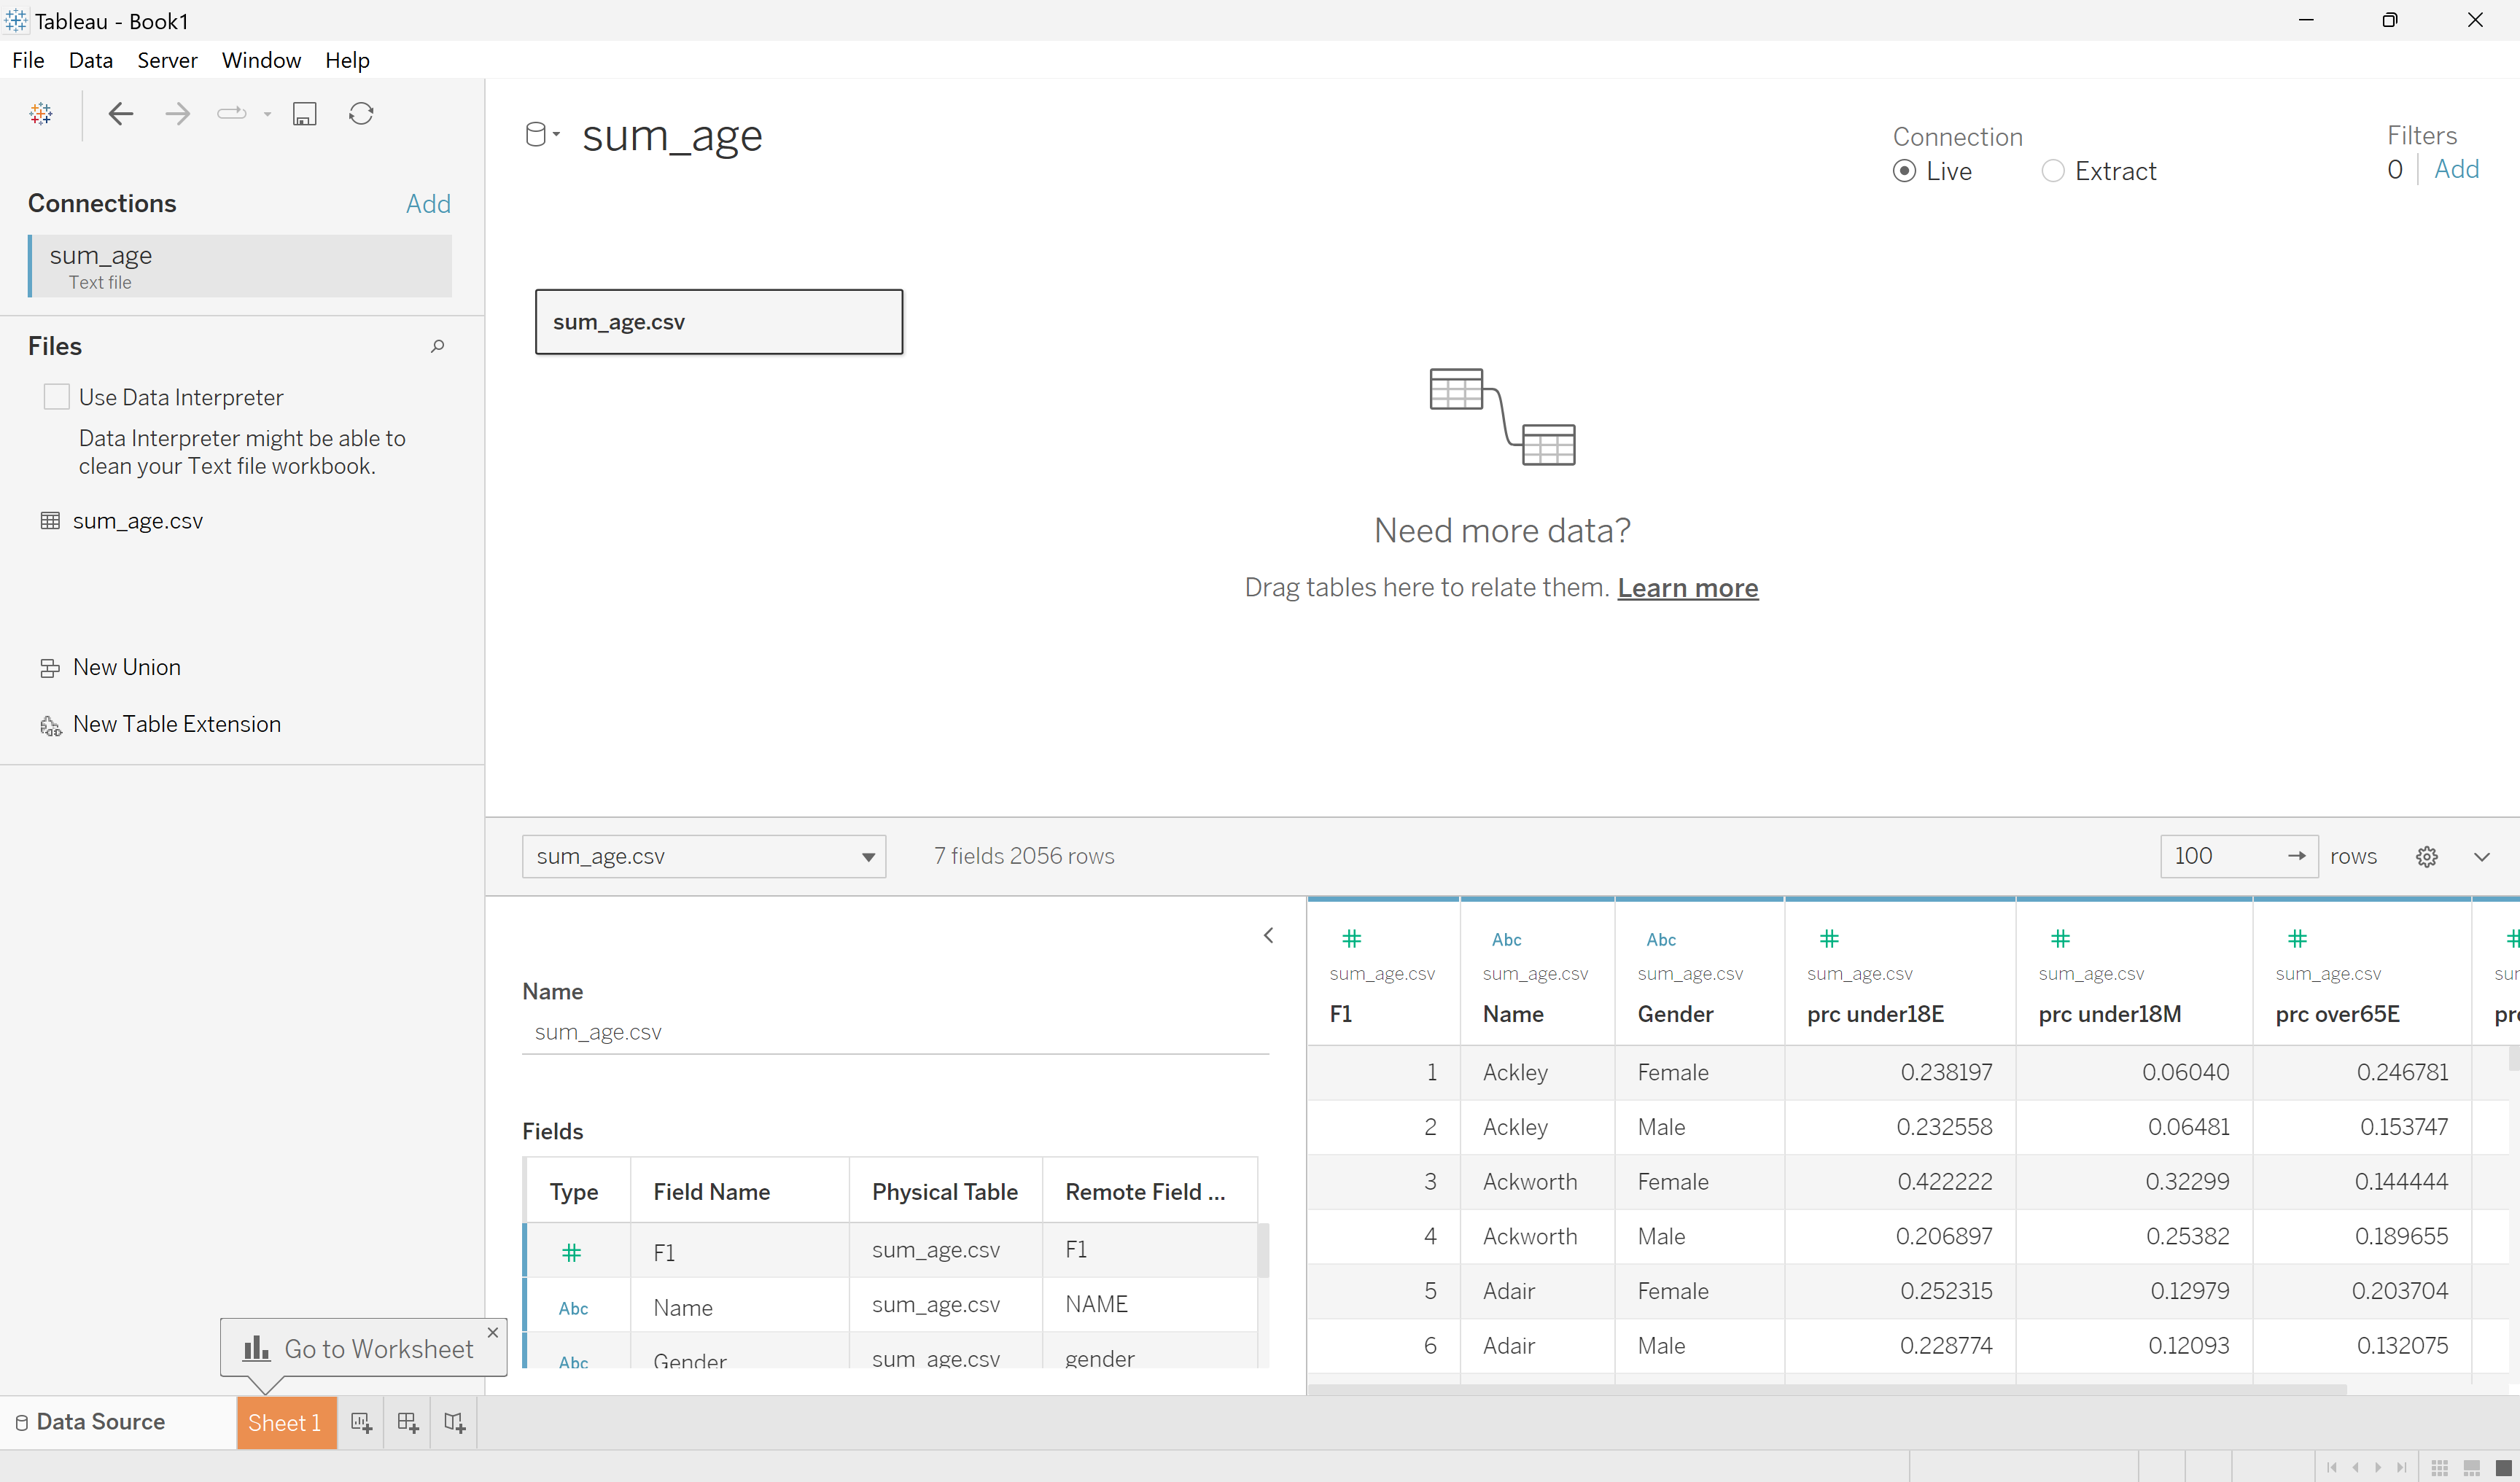 Tableau - Book1
File Data Server Window Help
Connections Add
sum_age
Text file
Files
Use Data Interpreter
Data Interpreter might be able to
clean your Text file workbook.
sum_age.csv
New Union
New Table Extension
sum_age
Connection
Live Extract
Filters
0 Add
sum_age.csv
Need more data?
Drag tables here to relate them. Learn more
sum_age.csv 7 fields 2056 rows 100 rows
Name
sum_age.csv
Fields
Type Field Name Physical Table Remote Field ...
# F1 sum_age.csv F1
Abc Name sum_age.csv NAME
Abc Gender sum_age.csv gender
# Abc Abc # # # #
sum_age.csv sum_age.csv sum_age.csv sum_age.csv sum_age.csv sum_age.csv
F1 Name Gender prc under18E prc under18M prc over65E
1 Ackley Female 0.238197 0.06040 0.246781
2 Ackley Male 0.232558 0.06481 0.153747
3 Ackworth Female 0.422222 0.32299 0.144444
4 Ackworth Male 0.206897 0.25382 0.189655
5 Adair Female 0.252315 0.12979 0.203704
6 Adair Male 0.228774 0.12093 0.132075
Go to Worksheet
Data Source Sheet 1